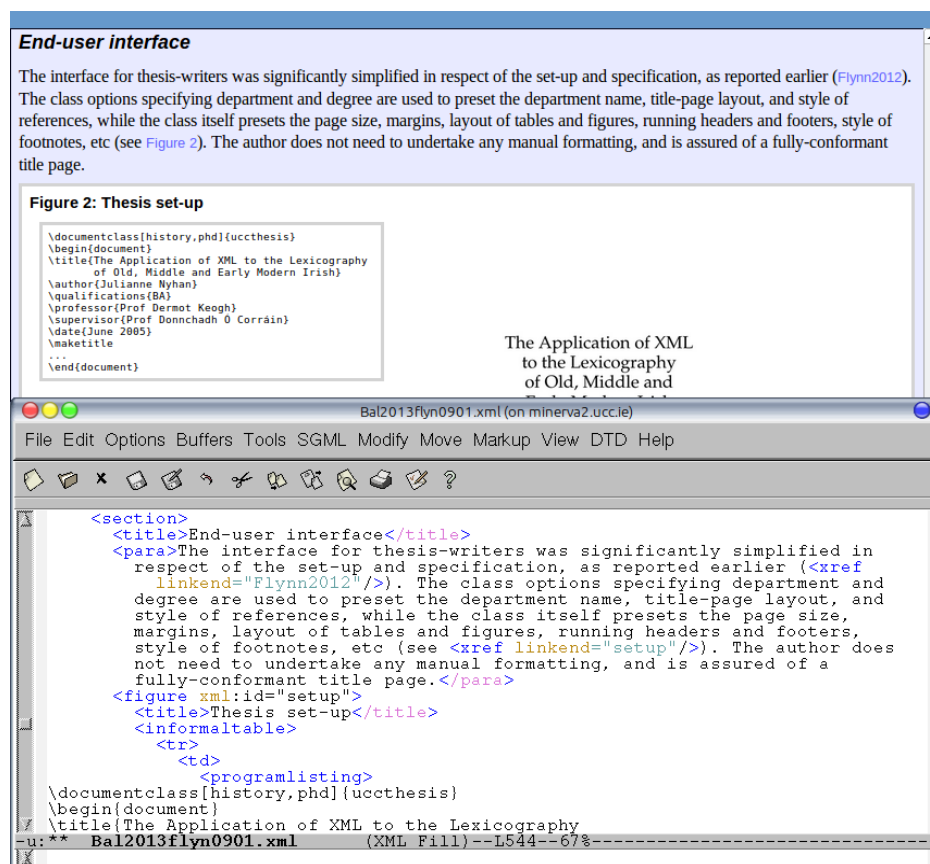 End-user interface
The interface for thesis-writers was significantly simplified in respect of the set-up and specification, as reported earlier (Flynn2012).
The class options specifying department and degree are used to preset the department name, title-page layout, and style of
references, while the class itself presets the page size, margins, layout of tables and figures, running headers and footers, style of
footnotes, etc (see Figure 2). The author does not need to undertake any manual formatting, and is assured of a fully-conformant
title page.
Figure 2: Thesis set-up
\documentclass[history,phd]{uccthesis}
\begin{document}
\title{The Application of XML to the Lexicography
of Old, Middle and Early Modern Irish}
\author{Julianne Nyhan}
\qualifications{BA}
\professor{Prof Dermot Keogh}
\supervisor{Prof Donnchadh Ó Corráin}
\date{June 2005}
\maketitle
...
\end{document}
The Application of XML
to the Lexicography
of Old, Middle and
Early Modern Irish
Bal2013flyn0901.xml (on minerva2.ucc.ie)
File Edit Options Buffers Tools SGML Modify Move Markup View DTD Help
<section>
<title>End-user interface</title>
<para>The interface for thesis-writers was significantly simplified in
respect of the set-up and specification, as reported earlier (<xref
linkend="Flynn2012"/>). The class options specifying department and
degree are used to preset the department name, title-page layout, and
style of references, while the class itself presets the page size,
margins, layout of tables and figures, running headers and footers,
style of footnotes, etc (see <xref linkend="setup"/>). The author does
not need to undertake any manual formatting, and is assured of a
fully-conformant title page.</para>
<figure xml:id="setup">
<title>Thesis set-up</title>
<informaltable>
<tr>
<td>
<programlisting>
\documentclass[history,phd]{uccthesis}
\begin{document}
\title{The Application of XML to the Lexicography
-u:** Bal2013flyn0901.xml (XML Fill)--L544--67%--------------------------------